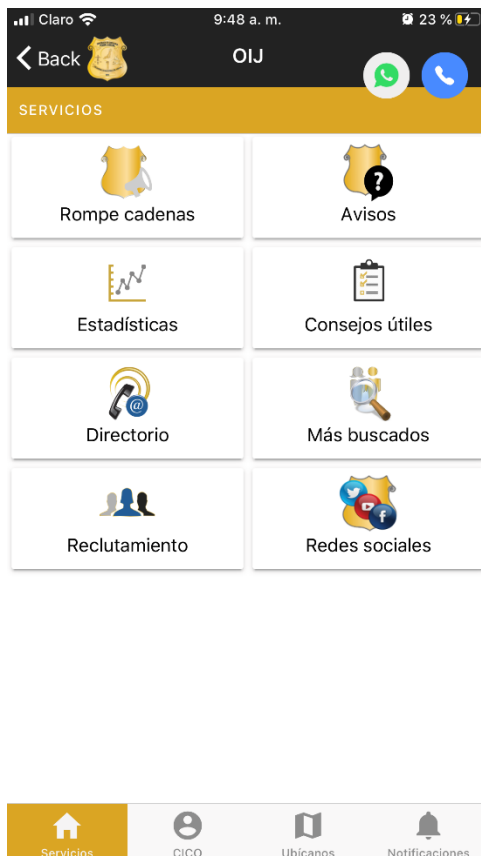 Claro 9:48 a. m. 23 %
Back OIJ
SERVICIOS
Rompe cadenas Avisos
Estadísticas Consejos útiles
Directorio Más buscados
Reclutamiento Redes sociales
Servicios CICO Ubícanos Notificaciones